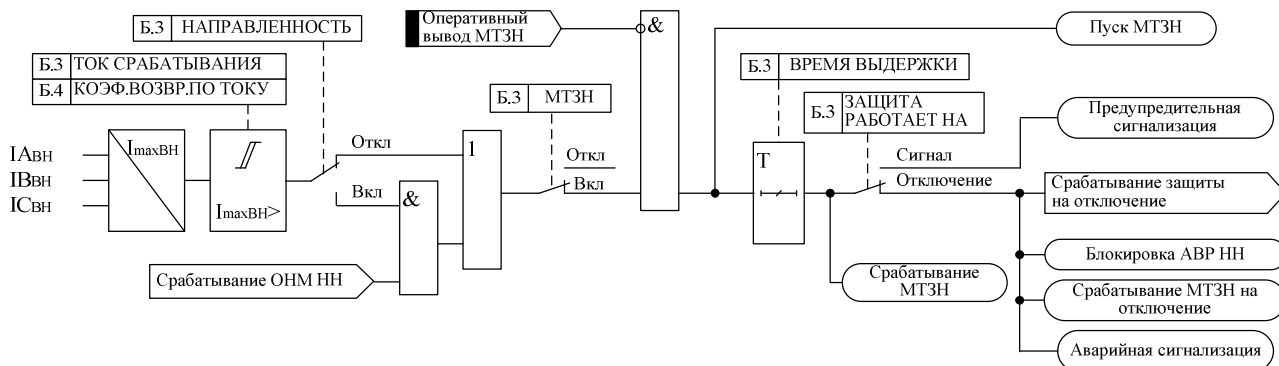 Б.3 НАПРАВЛЕННОСТЬ
Оперативный
вывод МТЗН
&
Пуск МТЗН
Б.3 ТОК СРАБАТЫВАНИЯ
Б.4 КОЭФ.ВОЗВР.ПО ТОКУ
Б.3 ВРЕМЯ ВЫДЕРЖКИ
Б.3 МТЗН
Б.3 ЗАЩИТА
РАБОТАЕТ НА
Предупредительная
сигнализация
IAВН
IBВН
ICВН
ImaxВН
ImaxВН>
Откл
Вкл
&
1
Откл
Вкл
T
Сигнал
Отключение
Срабатывание защиты
на отключение
Срабатывание ОНМ НН
Срабатывание
МТЗН
Блокировка АВР НН
Срабатывание МТЗН на
отключение
Аварийная сигнализация